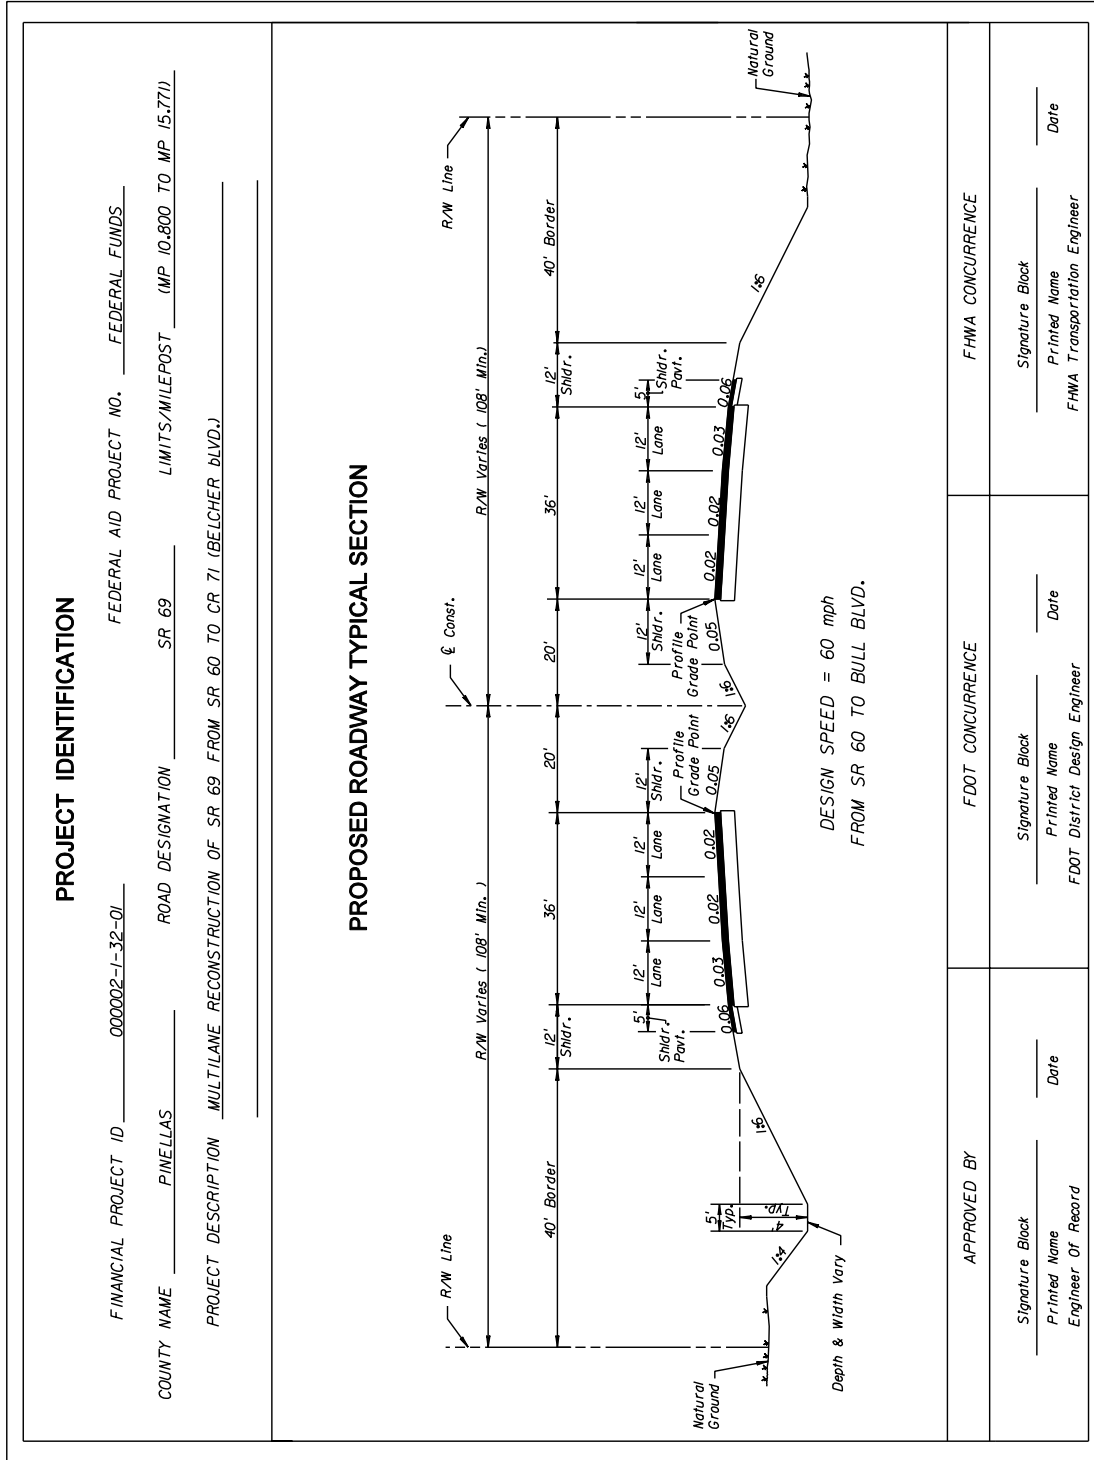 PROJECT IDENTIFICATION
FINANCIAL PROJECT ID 000002-1-32-01 FEDERAL AID PROJECT NO. FEDERAL FUNDS
COUNTY NAME PINELLAS ROAD DESIGNATION SR 69 LIMITS/MILEPOST (MP 10.800 TO MP 15.771)
PROJECT DESCRIPTION MULTILANE RECONSTRUCTION OF SR 69 FROM SR 60 TO CR 71 (BELCHER bLVD.)
PROPOSED ROADWAY TYPICAL SECTION
R/W Line ℄ Const. R/W Line
R/W Varies ( 108' Min. ) R/W Varies ( 108' Min.)
40' Border 12' 36' 20' 20' 36' 12' 40' Border
Shldr. Shldr.
5' 12' 12' 12' 12' 12' 12' 12' 12' 5'
Shldr. Lane Lane Lane Shldr. Shldr. Lane Lane Lane Shldr.
Pavt. Pavt.
Profile Profile
Grade Point Grade Point
Natural
Ground
5'
Typ.
4'
Typ.
1:4 1:6 0.06 0.03 0.02 0.02 0.05 1:6 1:6 0.05 0.02 0.02 0.03 0.06 1:6
Natural
Ground
Depth & Width Vary
DESIGN SPEED = 60 mph
FROM SR 60 TO BULL BLVD.
APPROVED BY FDOT CONCURRENCE FHWA CONCURRENCE
Signature Block Signature Block Signature Block
Printed Name Date Printed Name Date Printed Name Date
Engineer Of Record FDOT District Design Engineer FHWA Transportation Engineer